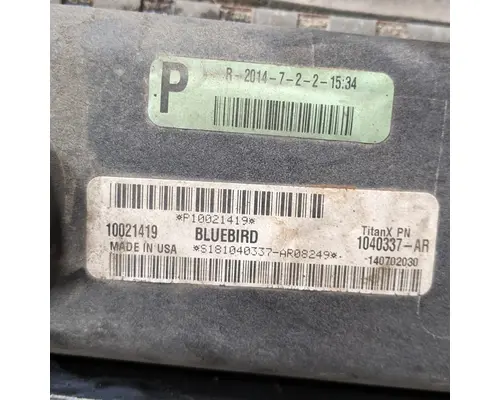 P
R-2014-7-2-2-15:34
*P10021419*
10021419 BLUEBIRD TitanX PN
MADE IN USA *S181040337-AR08249*. 1040337-AR
-140702030